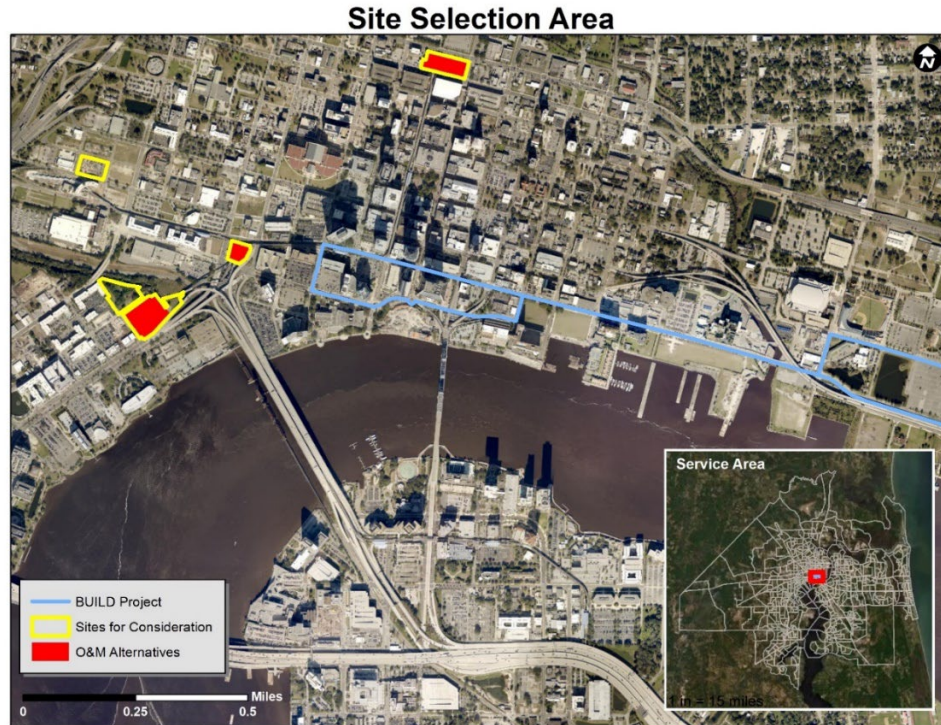 Site Selection Area
N
Service Area
1 in = 15 miles
BUILD Project
Sites for Consideration
O&M Alternatives
Miles
0 0.25 0.5